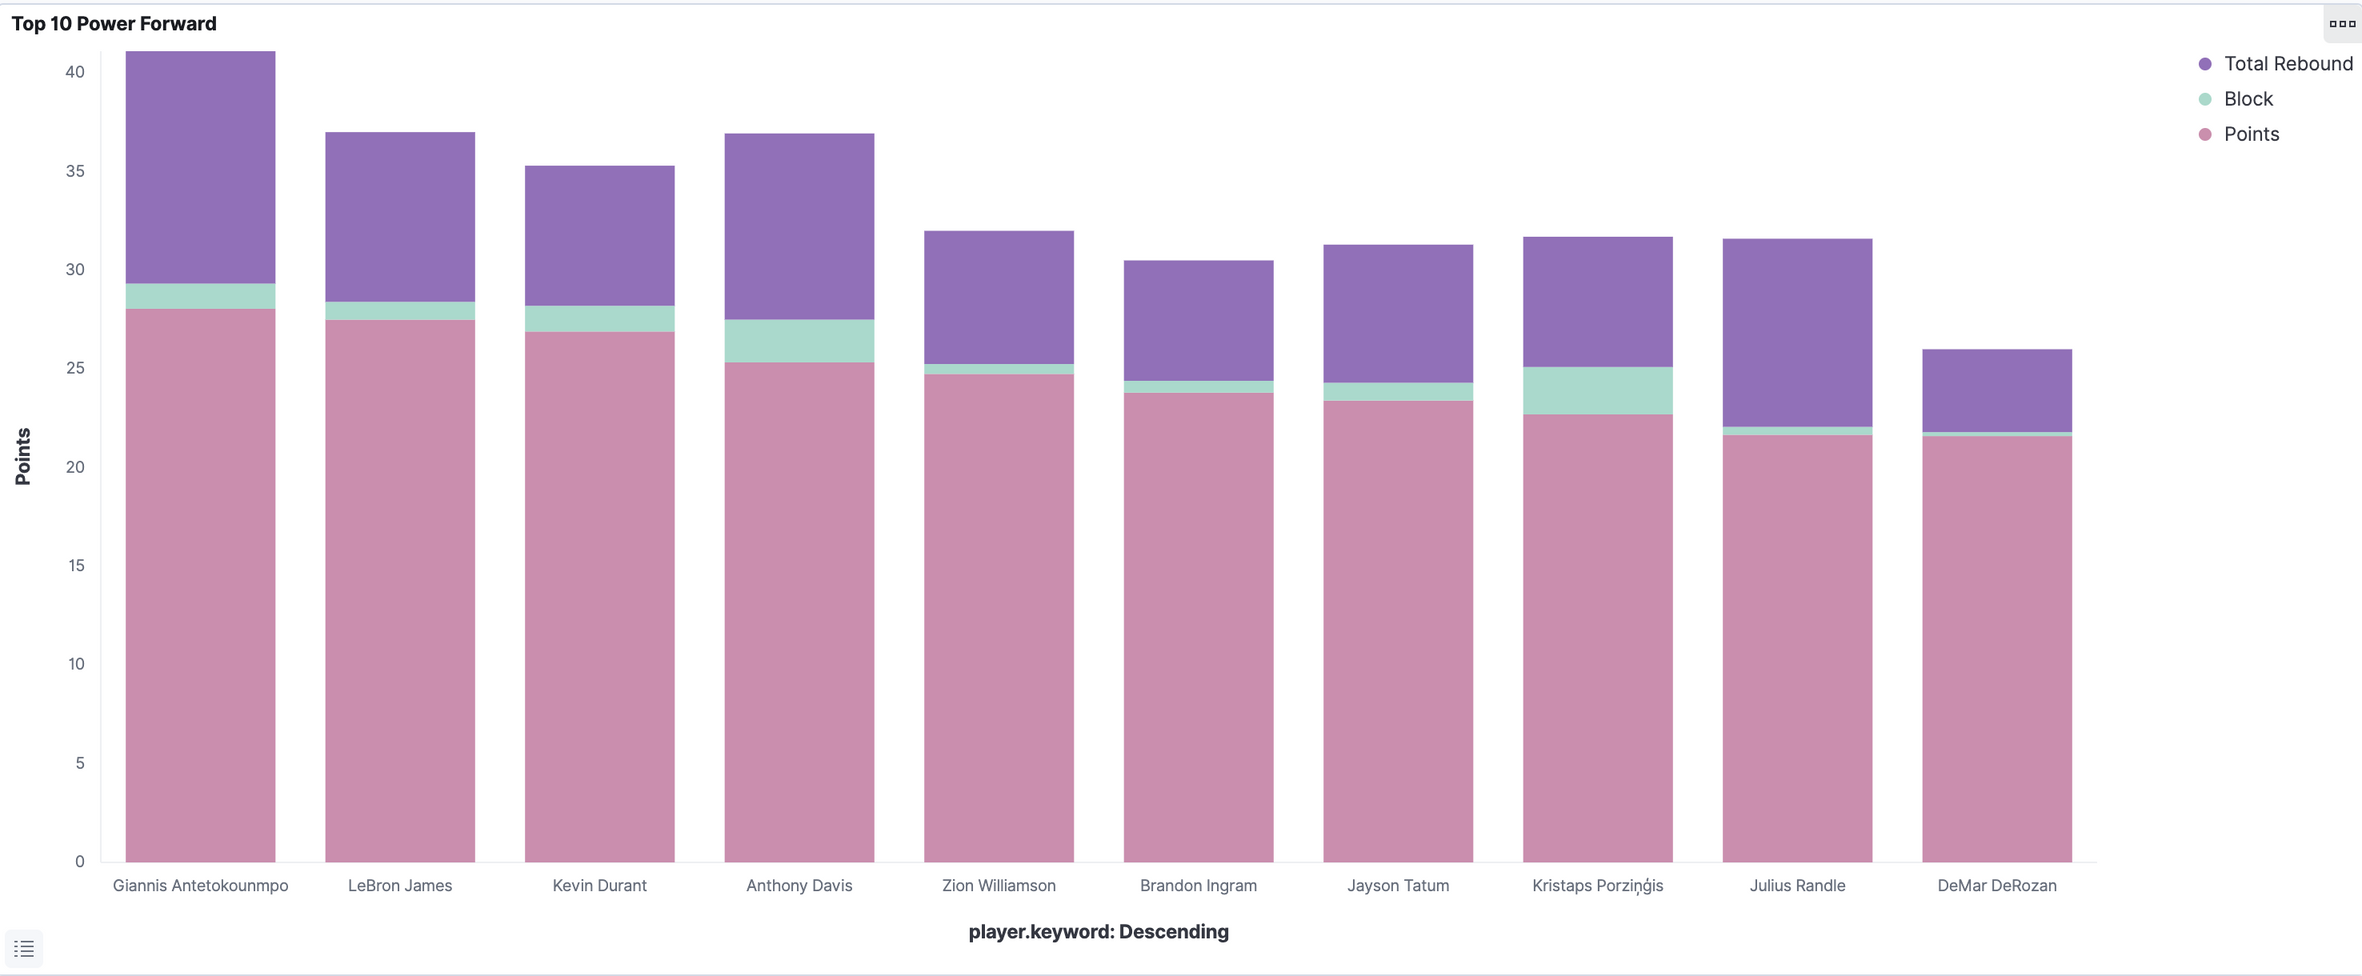 Top 10 Power Forward
Total Rebound
Block
Points
40
35
30
25
20
15
10
5
0
Points
Giannis Antetokounmpo
LeBron James
Kevin Durant
Anthony Davis
Zion Williamson
Brandon Ingram
Jayson Tatum
Kristaps Porziņģis
Julius Randle
DeMar DeRozan
player.keyword: Descending